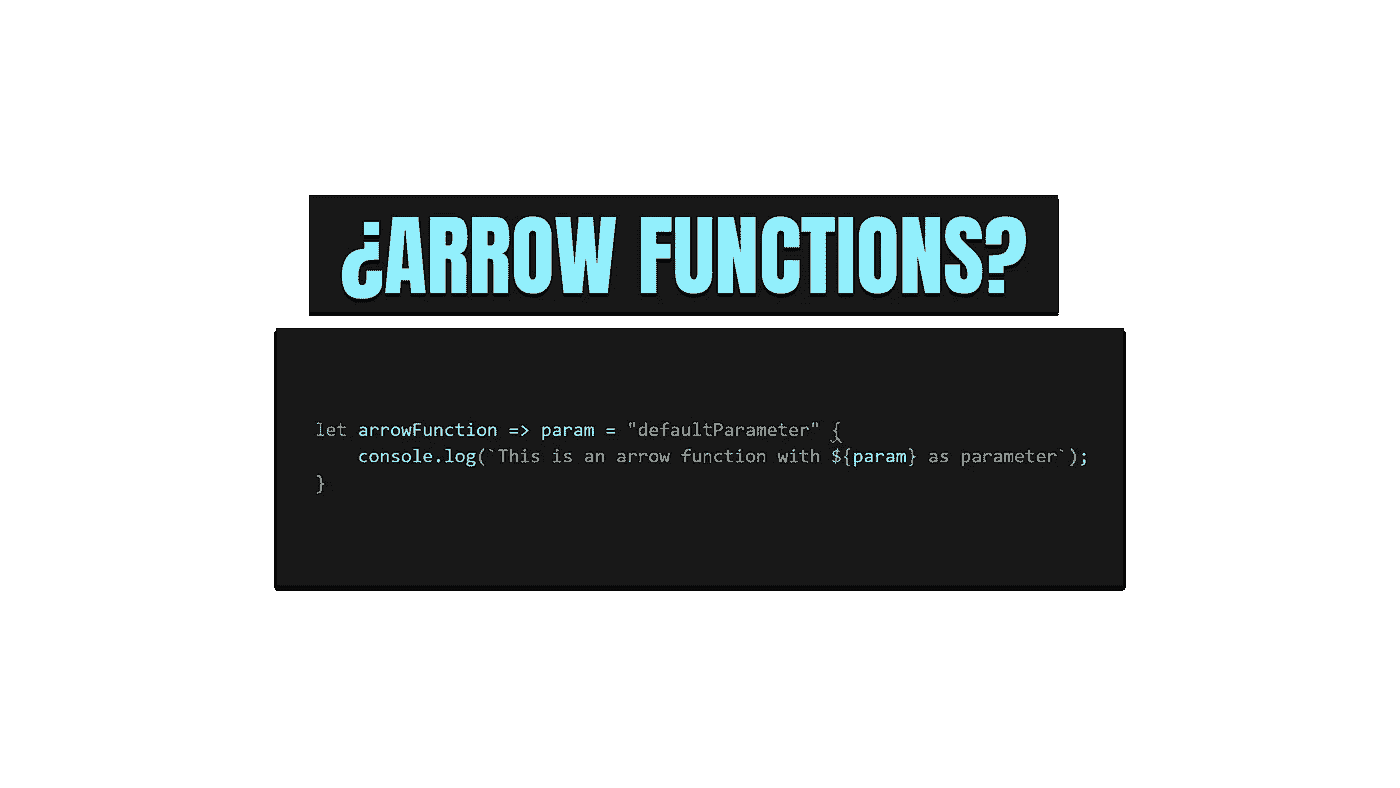 ¿ARROW FUNCTIONS?
let arrowFunction => param = "defaultParameter" {
    console.log(`This is an arrow function with ${param} as parameter`);
}